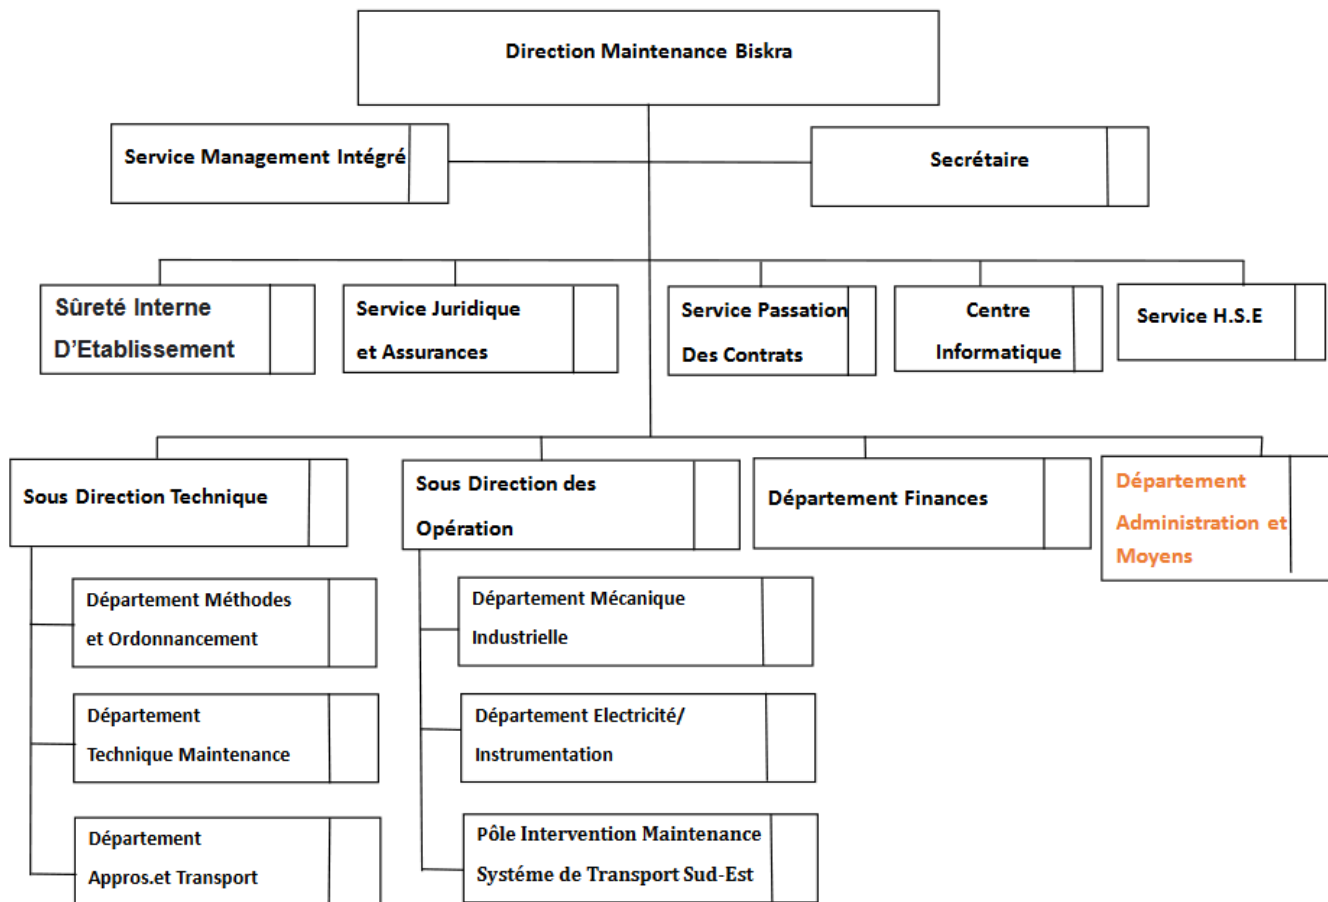 Direction Maintenance Biskra
Service Management Intégré
Secrétaire
Sûreté Interne
D'Etablissement
Service Juridique
et Assurances
Service Passation
Des Contrats
Centre
Informatique
Service H.S.E
Sous Direction Technique
Sous Direction des
Opération
Département Finances
Département
Administration et
Moyens
Département Méthodes
et Ordonnancement
Département
Technique Maintenance
Département
Appros.et Transport
Département Mécanique
Industrielle
Département Electricité/
Instrumentation
Pôle Intervention Maintenance
Systéme de Transport Sud-Est